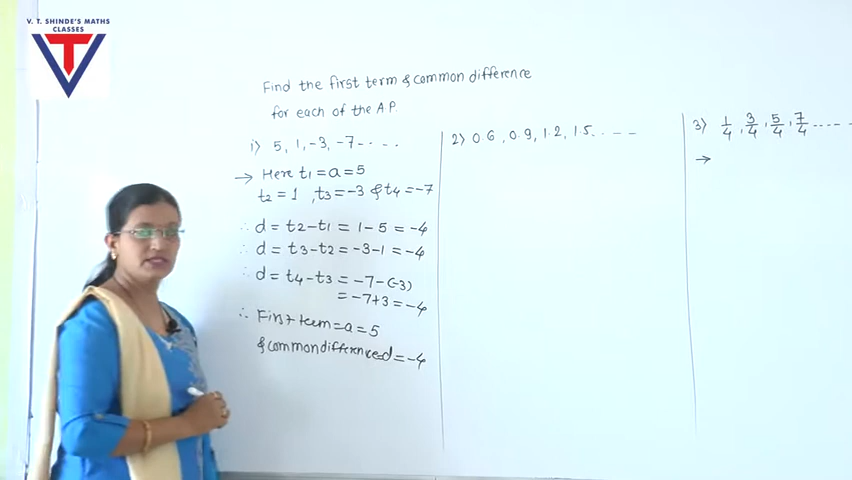 V. T. SHINDE'S MATHS
CLASSES
VT
Find the first term & common difference
for each of the A.P.
i) 5, 1, -3, -7 - - - -
→ Here t1 = a = 5
t2 = 1 , t3 = -3 & t4 = -7
∴ d = t2 - t1 = 1 - 5 = -4
∴ d = t3 - t2 = -3 - 1 = -4
∴ d = t4 - t3 = -7 - (-3)
= -7 + 3 = -4
∴ First term = a = 5
& common difference = d = -4
2) 0.6 , 0.9, 1.2, 1.5. - - -
3) 1/4, 3/4, 5/4, 7/4 ---- -
→